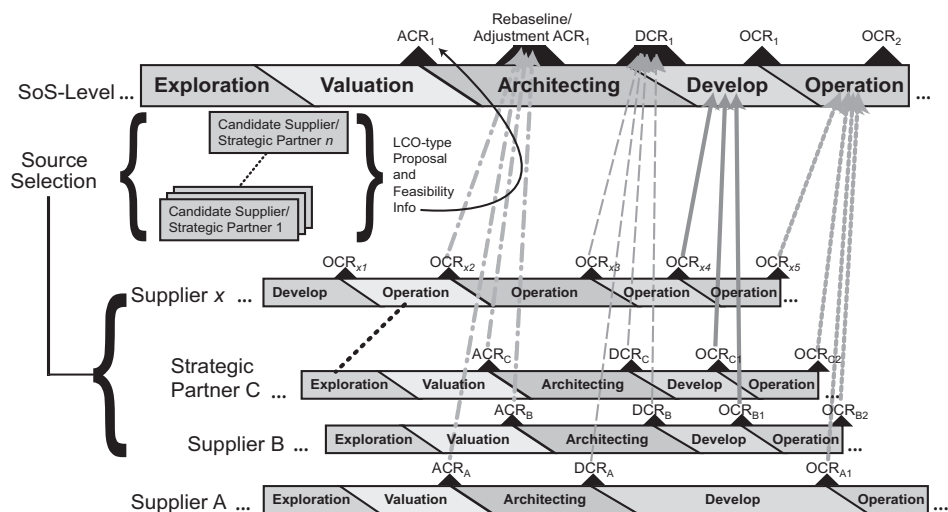 Rebaseline/
Adjustment ACR1
ACR1
DCR1
OCR1
OCR2
SoS-Level ...
Exploration
Valuation
Architecting
Develop
Operation
...
Source
Selection
Candidate Supplier/
Strategic Partner n
Candidate Supplier/
Strategic Partner 1
LCO-type
Proposal
and
Feasibility
Info
OCRx1
OCRx2
OCRx3
OCRx4
OCRx5
Supplier x ...
Develop
Operation
Operation
Operation
Operation
...
ACRC
DCRC
OCRC1
OCRC2
Strategic
Partner C ...
Exploration
Valuation
Architecting
Develop
Operation
...
ACRB
DCRB
OCRB1
OCRB2
Supplier B ...
Exploration
Valuation
Architecting
Develop
Operation
...
ACRA
DCRA
OCRA1
Supplier A ...
Exploration
Valuation
Architecting
Develop
Operation
...